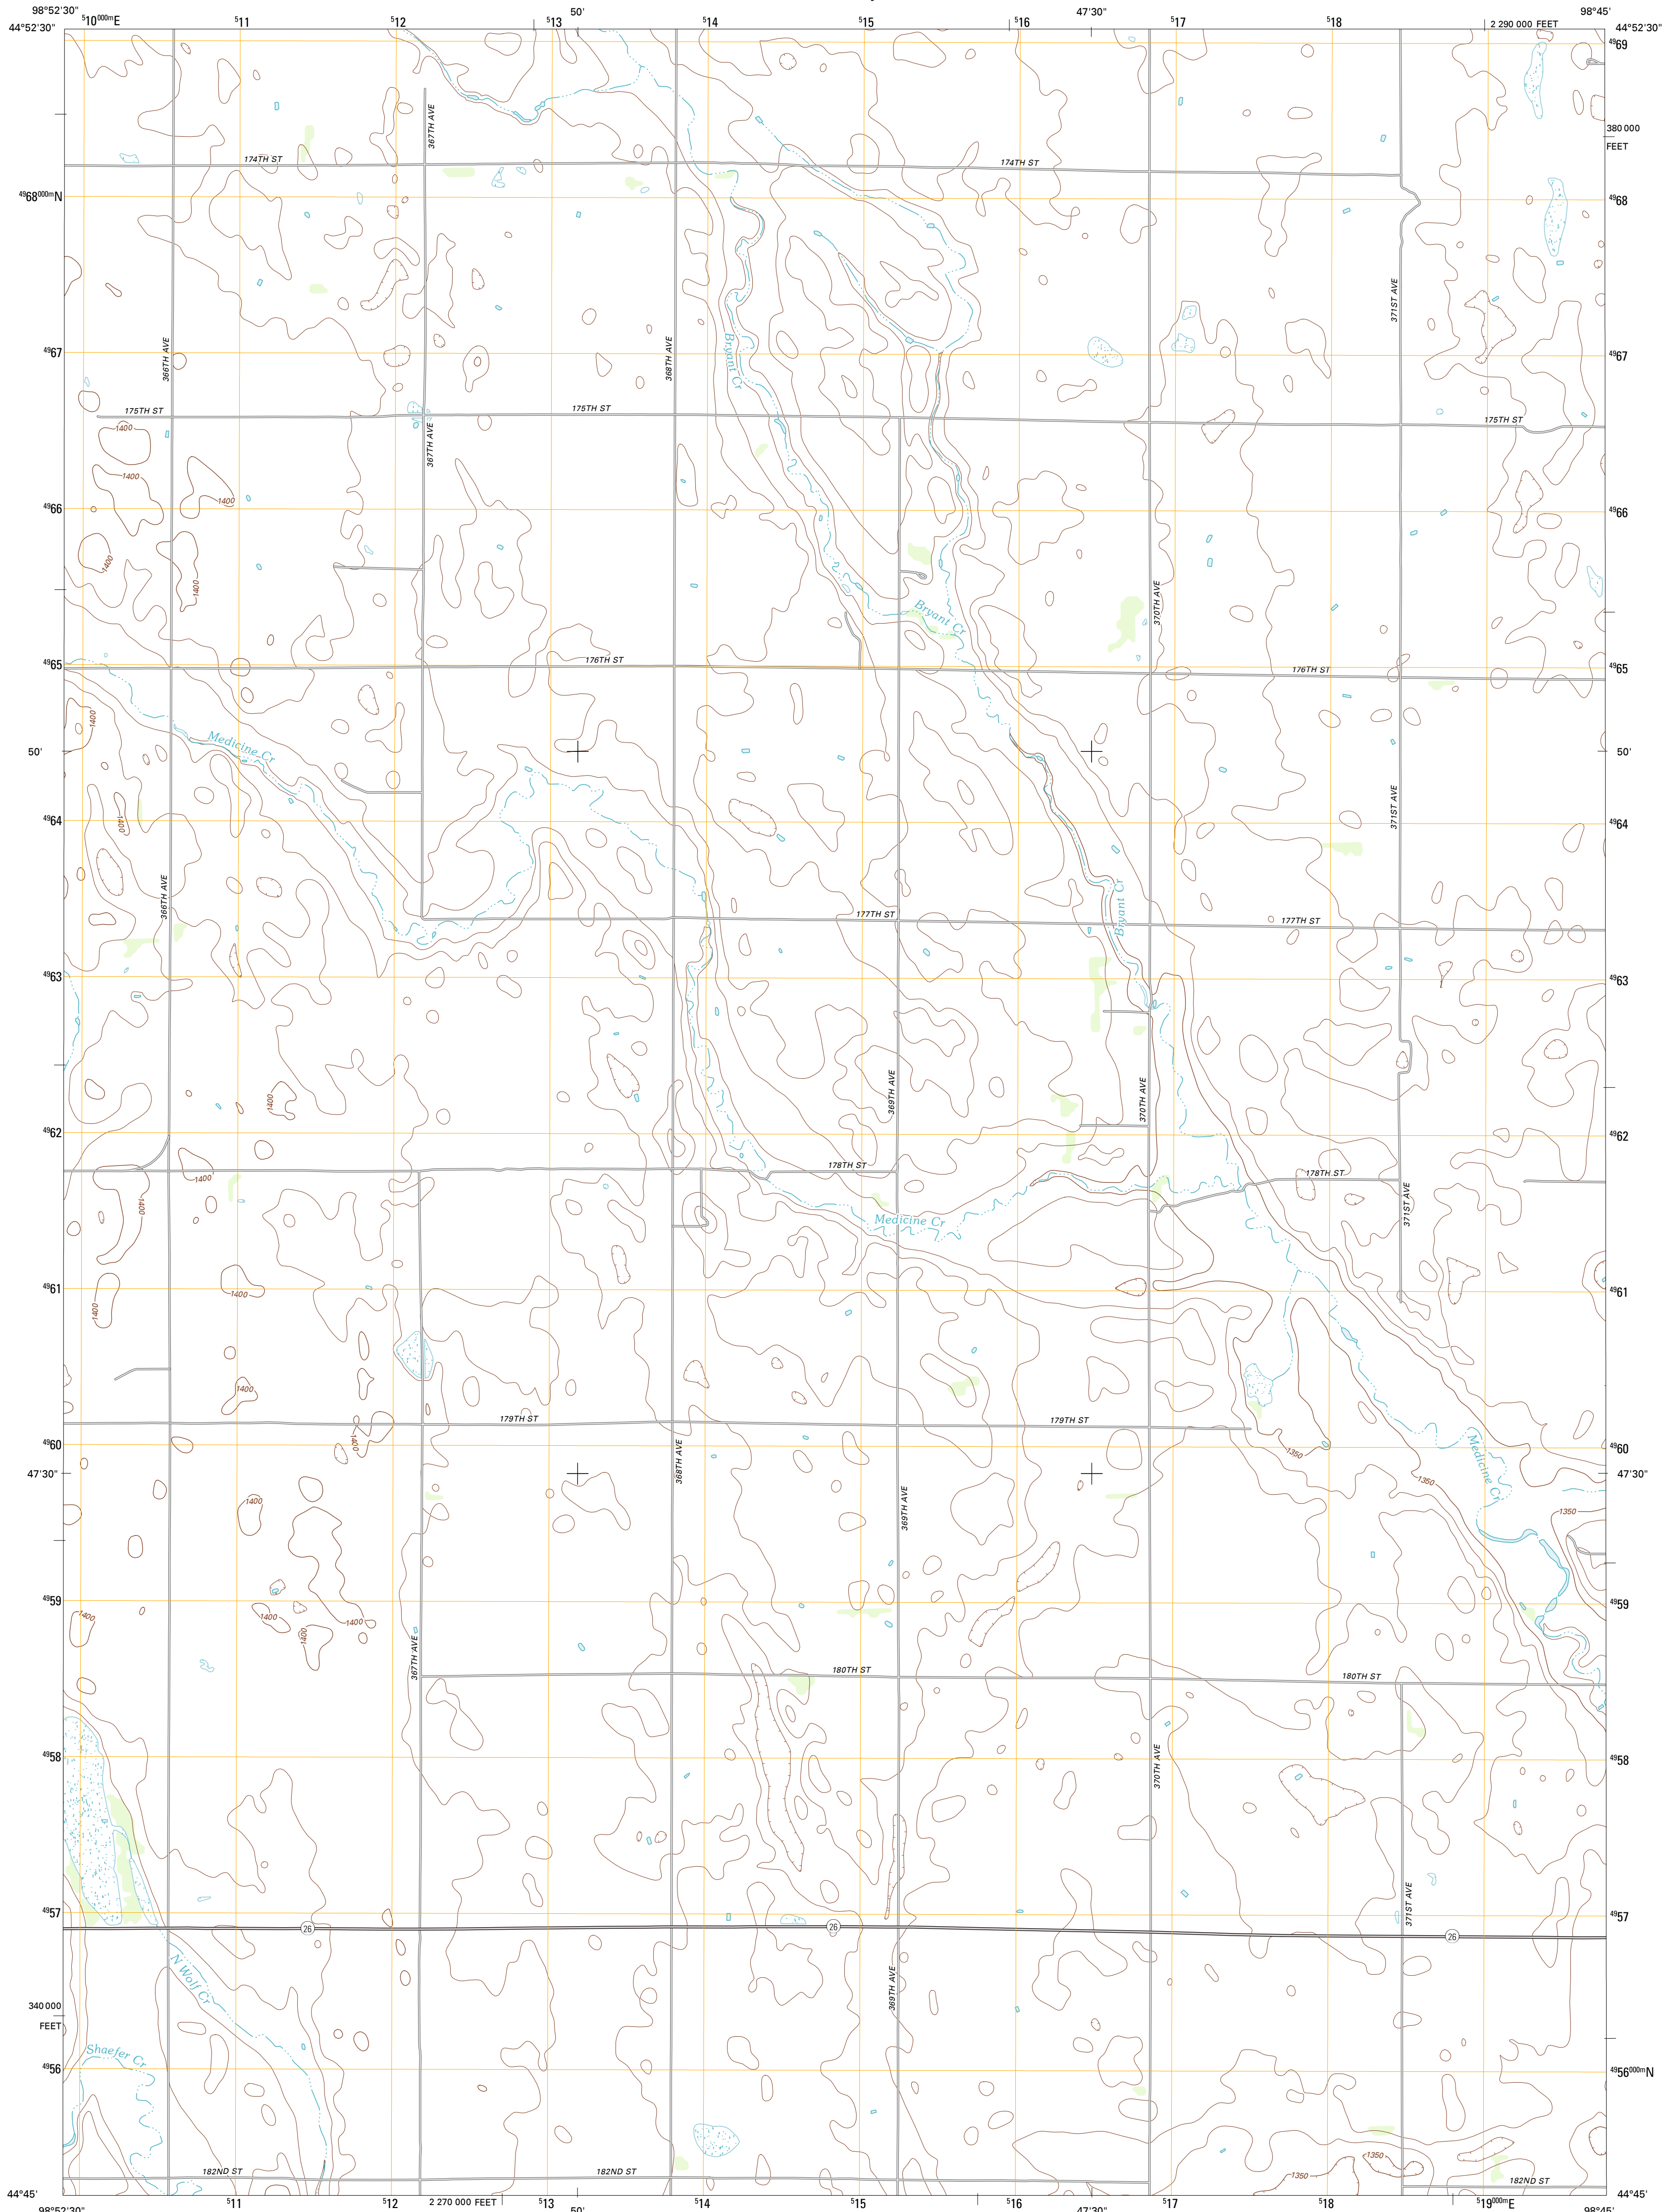 98°52'30"
⁵10⁰⁰⁰ᵐE
⁵11
⁵12
⁵13
50'
⁵14
⁵15
⁵16
47'30"
⁵17
⁵18
2 290 000 FEET
98°45'
44°52'30"
44°52'30"
⁴⁹69
367TH AVE
380 000
FEET
174TH ST
174TH ST
⁴⁹68⁰⁰⁰ᵐN
⁴⁹68
371ST AVE
366TH AVE
368TH AVE
Bryant Cr
⁴⁹67
⁴⁹67
175TH ST
175TH ST
175TH ST
1400
367TH AVE
1400
1400
⁴⁹66
⁴⁹66
1400
1400
370TH AVE
Bryant Cr
176TH ST
176TH ST
⁴⁹65
⁴⁹65
1400
Medicine Cr
50'
50'
1400
371ST AVE
⁴⁹64
⁴⁹64
366TH AVE
Bryant Cr
177TH ST
177TH ST
⁴⁹63
⁴⁹63
1400
369TH AVE
370TH AVE
⁴⁹62
⁴⁹62
178TH ST
178TH ST
1400
1400
371ST AVE
Medicine Cr
1400
1400
⁴⁹61
⁴⁹61
1400
179TH ST
179TH ST
1400
⁴⁹60
⁴⁹60
1350
368TH AVE
Medicine Cr
47'30"
47'30"
1350
1400
369TH AVE
1350
⁴⁹59
⁴⁹59
1400
1400
1400
1400
367TH AVE
180TH ST
180TH ST
⁴⁹58
⁴⁹58
370TH AVE
371ST AVE
⁴⁹57
⁴⁹57
26
26
26
N Wolf Cr
369TH AVE
340 000
FEET
Shaefer Cr
⁴⁹56
⁴⁹56⁰⁰⁰ᵐN
1350
1350
182ND ST
182ND ST
182ND ST
44°45'
44°45'
98°52'30"
⁵11
⁵12
2 270 000 FEET
⁵13
50'
⁵14
⁵15
⁵16
47'30"
⁵17
⁵18
⁵19⁰⁰⁰ᵐE
98°45'